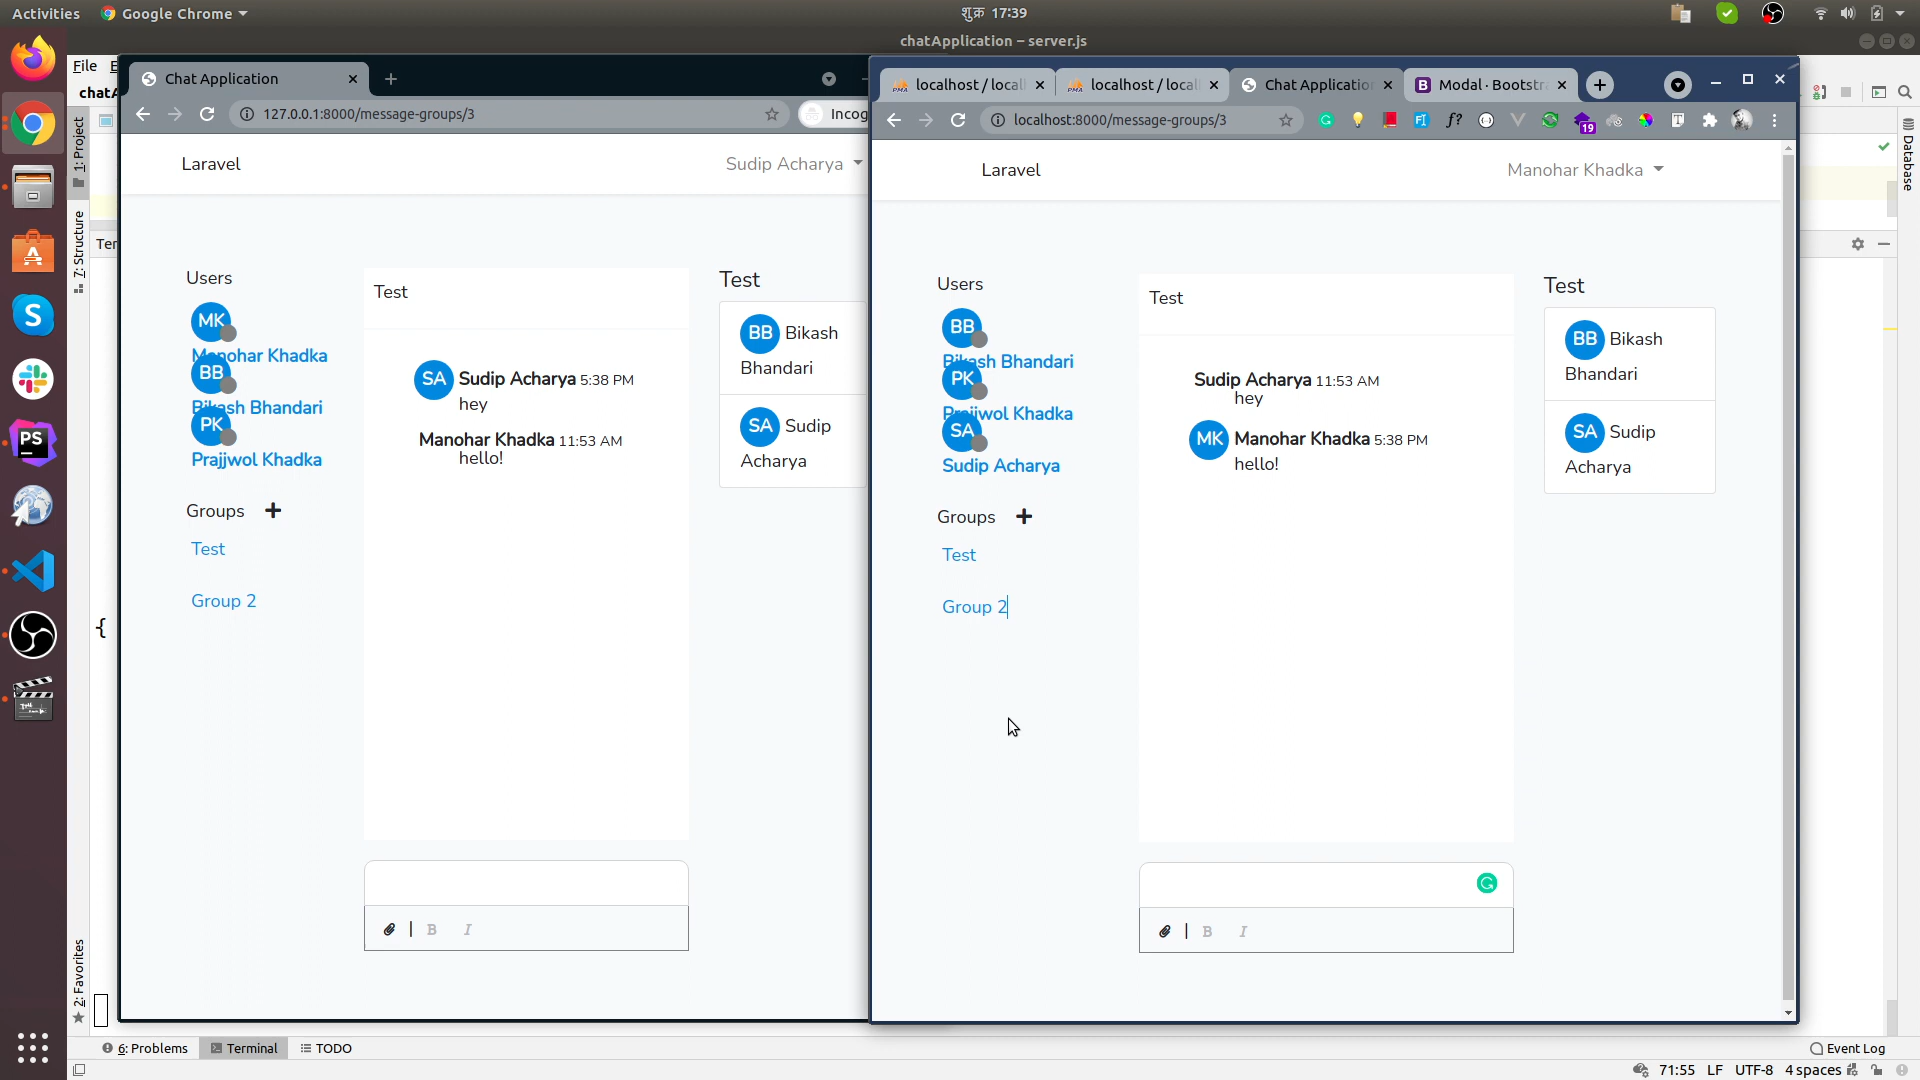 Activities
Google Chrome
शुक्र 17:39
chatApplication – server.js
File
Chat Application
127.0.0.1:8000/message-groups/3
Incog
Laravel
Sudip Acharya
Users
MK
Manohar Khadka
BB
Bikash Bhandari
PK
Prajjwol Khadka
Groups +
Test
Group 2
Test
SA Sudip Acharya 5:38 PM
hey
Manohar Khadka 11:53 AM
hello!
B I
Test
BB Bikash
Bhandari
SA Sudip
Acharya
localhost / local
localhost / local
Chat Application
Modal · Bootstra
localhost:8000/message-groups/3
19
Laravel
Manohar Khadka
Users
BB
Bikash Bhandari
PK
Prajjwol Khadka
SA
Sudip Acharya
Groups +
Test
Group 2
Test
Sudip Acharya 11:53 AM
hey
MK Manohar Khadka 5:38 PM
hello!
B I
Test
BB Bikash
Bhandari
SA Sudip
Acharya
1: Project
7: Structure
2: Favorites
Database
{
6: Problems
Terminal
TODO
Event Log
71:55 LF UTF-8 4 spaces